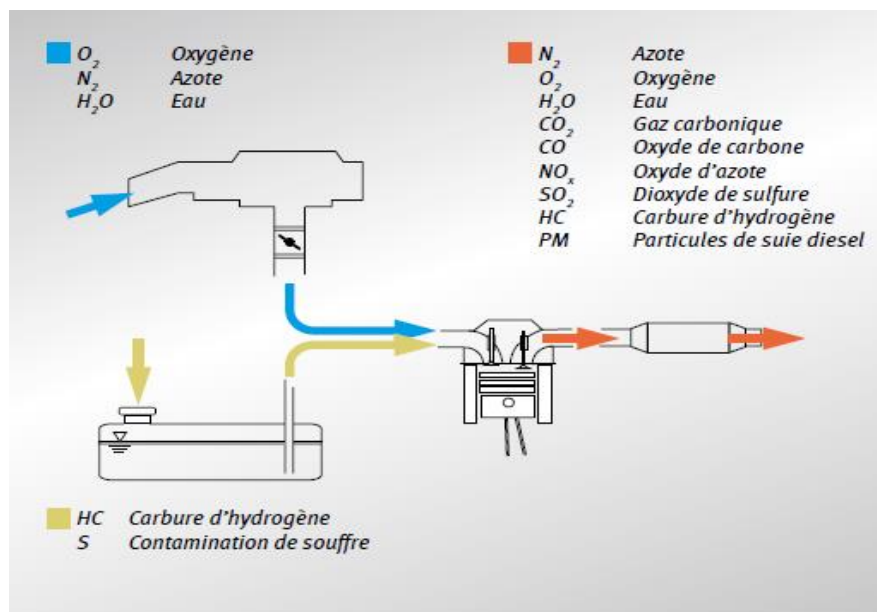 O2 Oxygène
N2 Azote
H2O Eau
N2 Azote
O2 Oxygène
H2O Eau
CO2 Gaz carbonique
CO Oxyde de carbone
NOx Oxyde d'azote
SO2 Dioxyde de sulfure
HC Carbure d'hydrogène
PM Particules de suie diesel
HC Carbure d'hydrogène
S Contamination de souffre